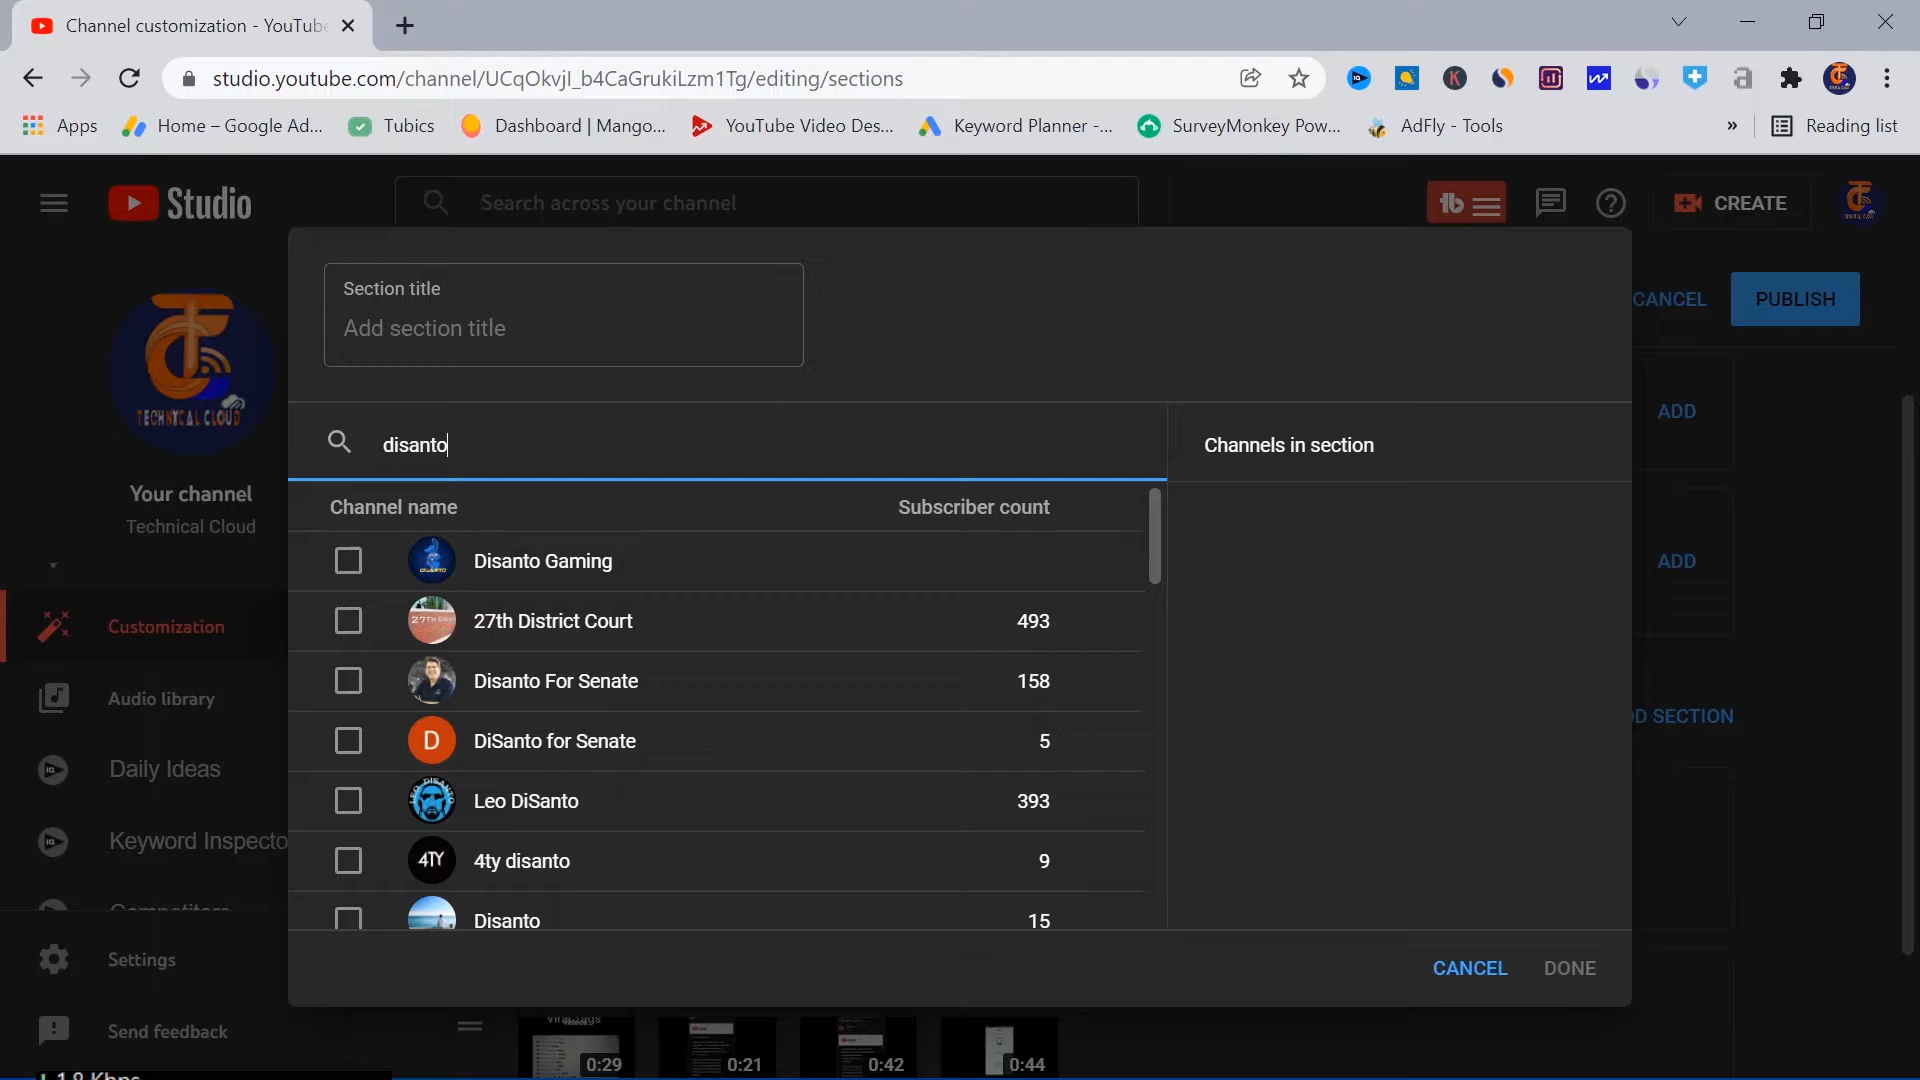 Channel customization - YouTube
studio.youtube.com/channel/UCqOkvjI_b4CaGrukiLzm1Tg/editing/sections
Apps
Home – Google Ad...
Tubics
Dashboard | Mango...
YouTube Video Des...
Keyword Planner -...
SurveyMonkey Pow...
AdFly - Tools
»
Reading list
Studio
Search across your channel
CREATE
Section title
Add section title
CANCEL
PUBLISH
TECHNICAL CLOUD
disanto
Channels in section
ADD
Your channel
Technical Cloud
Channel name
Subscriber count
Disanto Gaming
ADD
27th District Court
493
Customization
Disanto For Senate
158
Audio library
D
DiSanto for Senate
5
D SECTION
Daily Ideas
Leo DiSanto
393
Keyword Inspecto
4TY
4ty disanto
9
Disanto
15
Settings
CANCEL
DONE
Send feedback
0:29
0:21
0:42
0:44